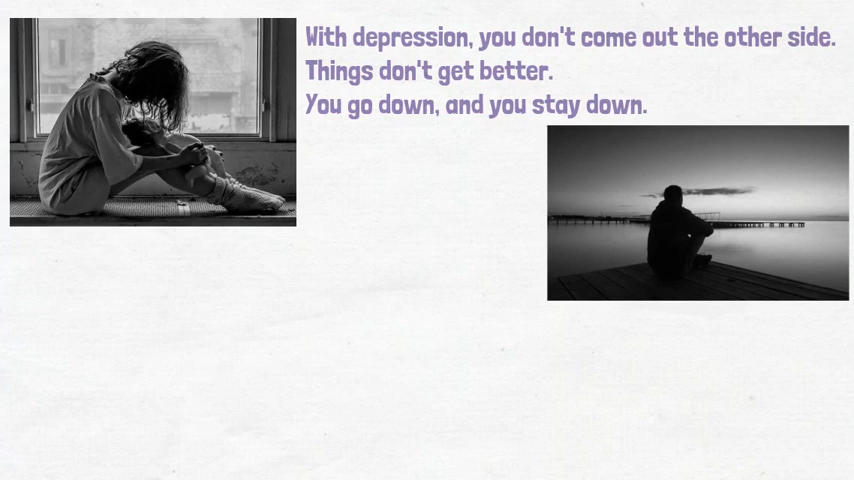 With depression, you don't come out the other side.
Things don't get better.
You go down, and you stay down.